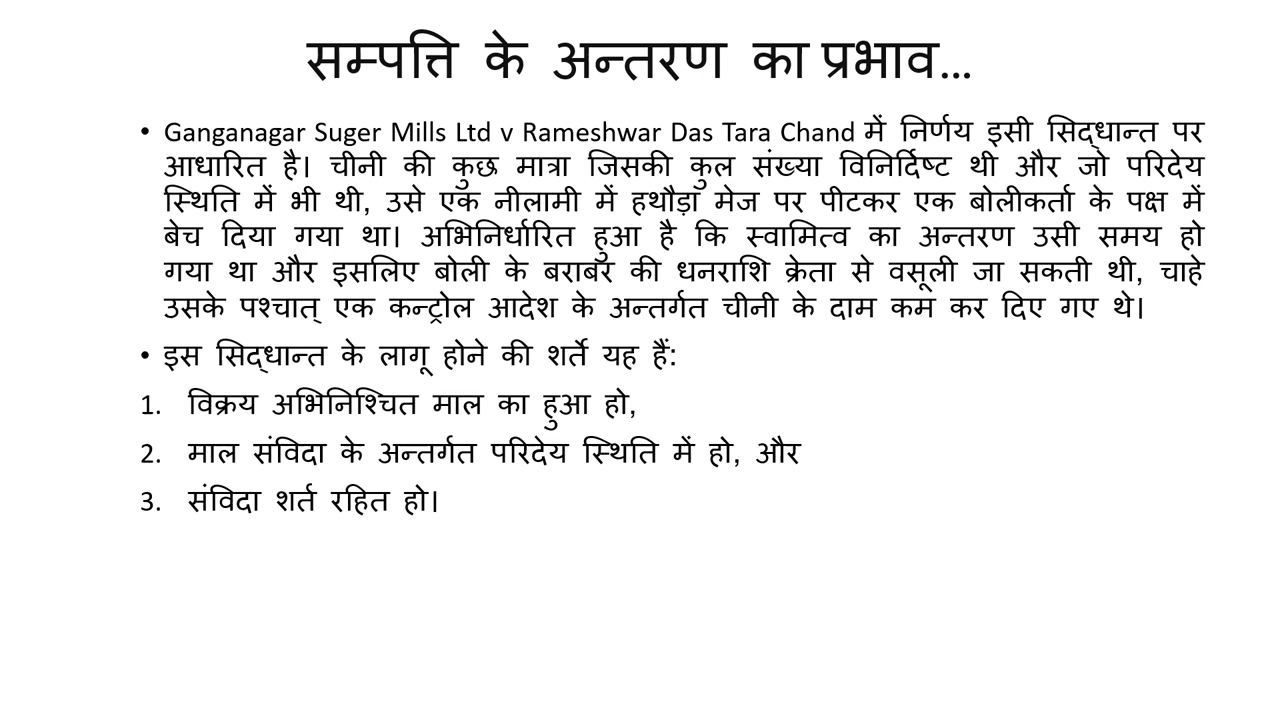 सम्पत्ति के अन्तरण का प्रभाव...
• Ganganagar Suger Mills Ltd v Rameshwar Das Tara Chand में निर्णय इसी सिद्धान्त पर
आधारित है। चीनी की कुछ मात्रा जिसकी कुल संख्या विनिर्दिष्ट थी और जो परिदेय
स्थिति में भी थी, उसे एक नीलामी में हथौड़ा मेज पर पीटकर एक बोलीकर्ता के पक्ष में
बेच दिया गया था। अभिनिर्धारित हुआ है कि स्वामित्व का अन्तरण उसी समय हो
गया था और इसलिए बोली के बराबर की धनराशि क्रेता से वसूली जा सकती थी, चाहे
उसके पश्चात् एक कन्ट्रोल आदेश के अन्तर्गत चीनी के दाम कम कर दिए गए थे।
• इस सिद्धान्त के लागू होने की शर्ते यह हैं:
1. विक्रय अभिनिश्चित माल का हुआ हो,
2. माल संविदा के अन्तर्गत परिदेय स्थिति में हो, और
3. संविदा शर्त रहित हो।